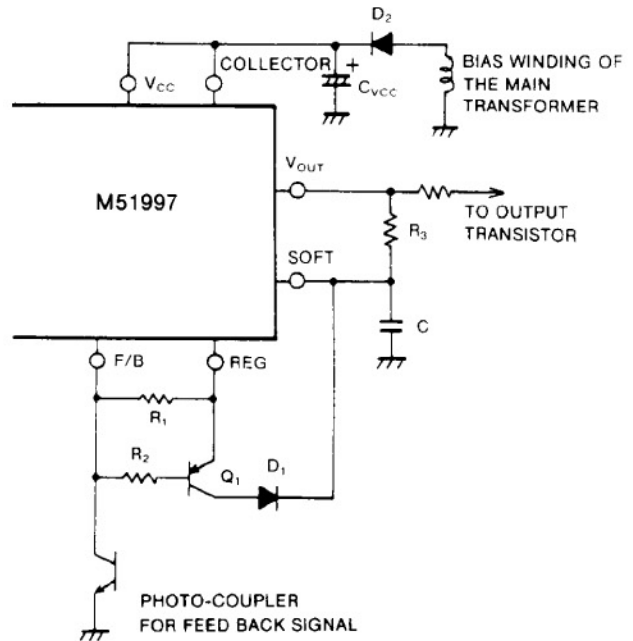 D2
VCC
COLLECTOR
+
CVCC
BIAS WINDING OF
THE MAIN
TRANSFORMER
VOUT
M51997
R3
TO OUTPUT
TRANSISTOR
SOFT
C
F/B
REG
R1
R2
Q1
D1
PHOTO-COUPLER
FOR FEED BACK SIGNAL